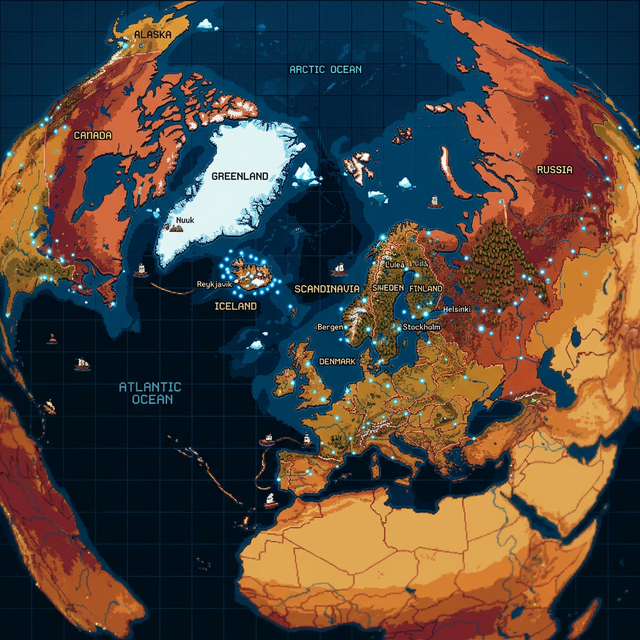 ALASKA
ARCTIC OCEAN
CANADA
RUSSIA
GREENLAND
Nuuk
Luleå
Reykjavik
SCANDINAVIA
SWEDEN
FINLAND
ICELAND
Helsinki
Bergen
Stockholm
DENMARK
ATLANTIC
OCEAN